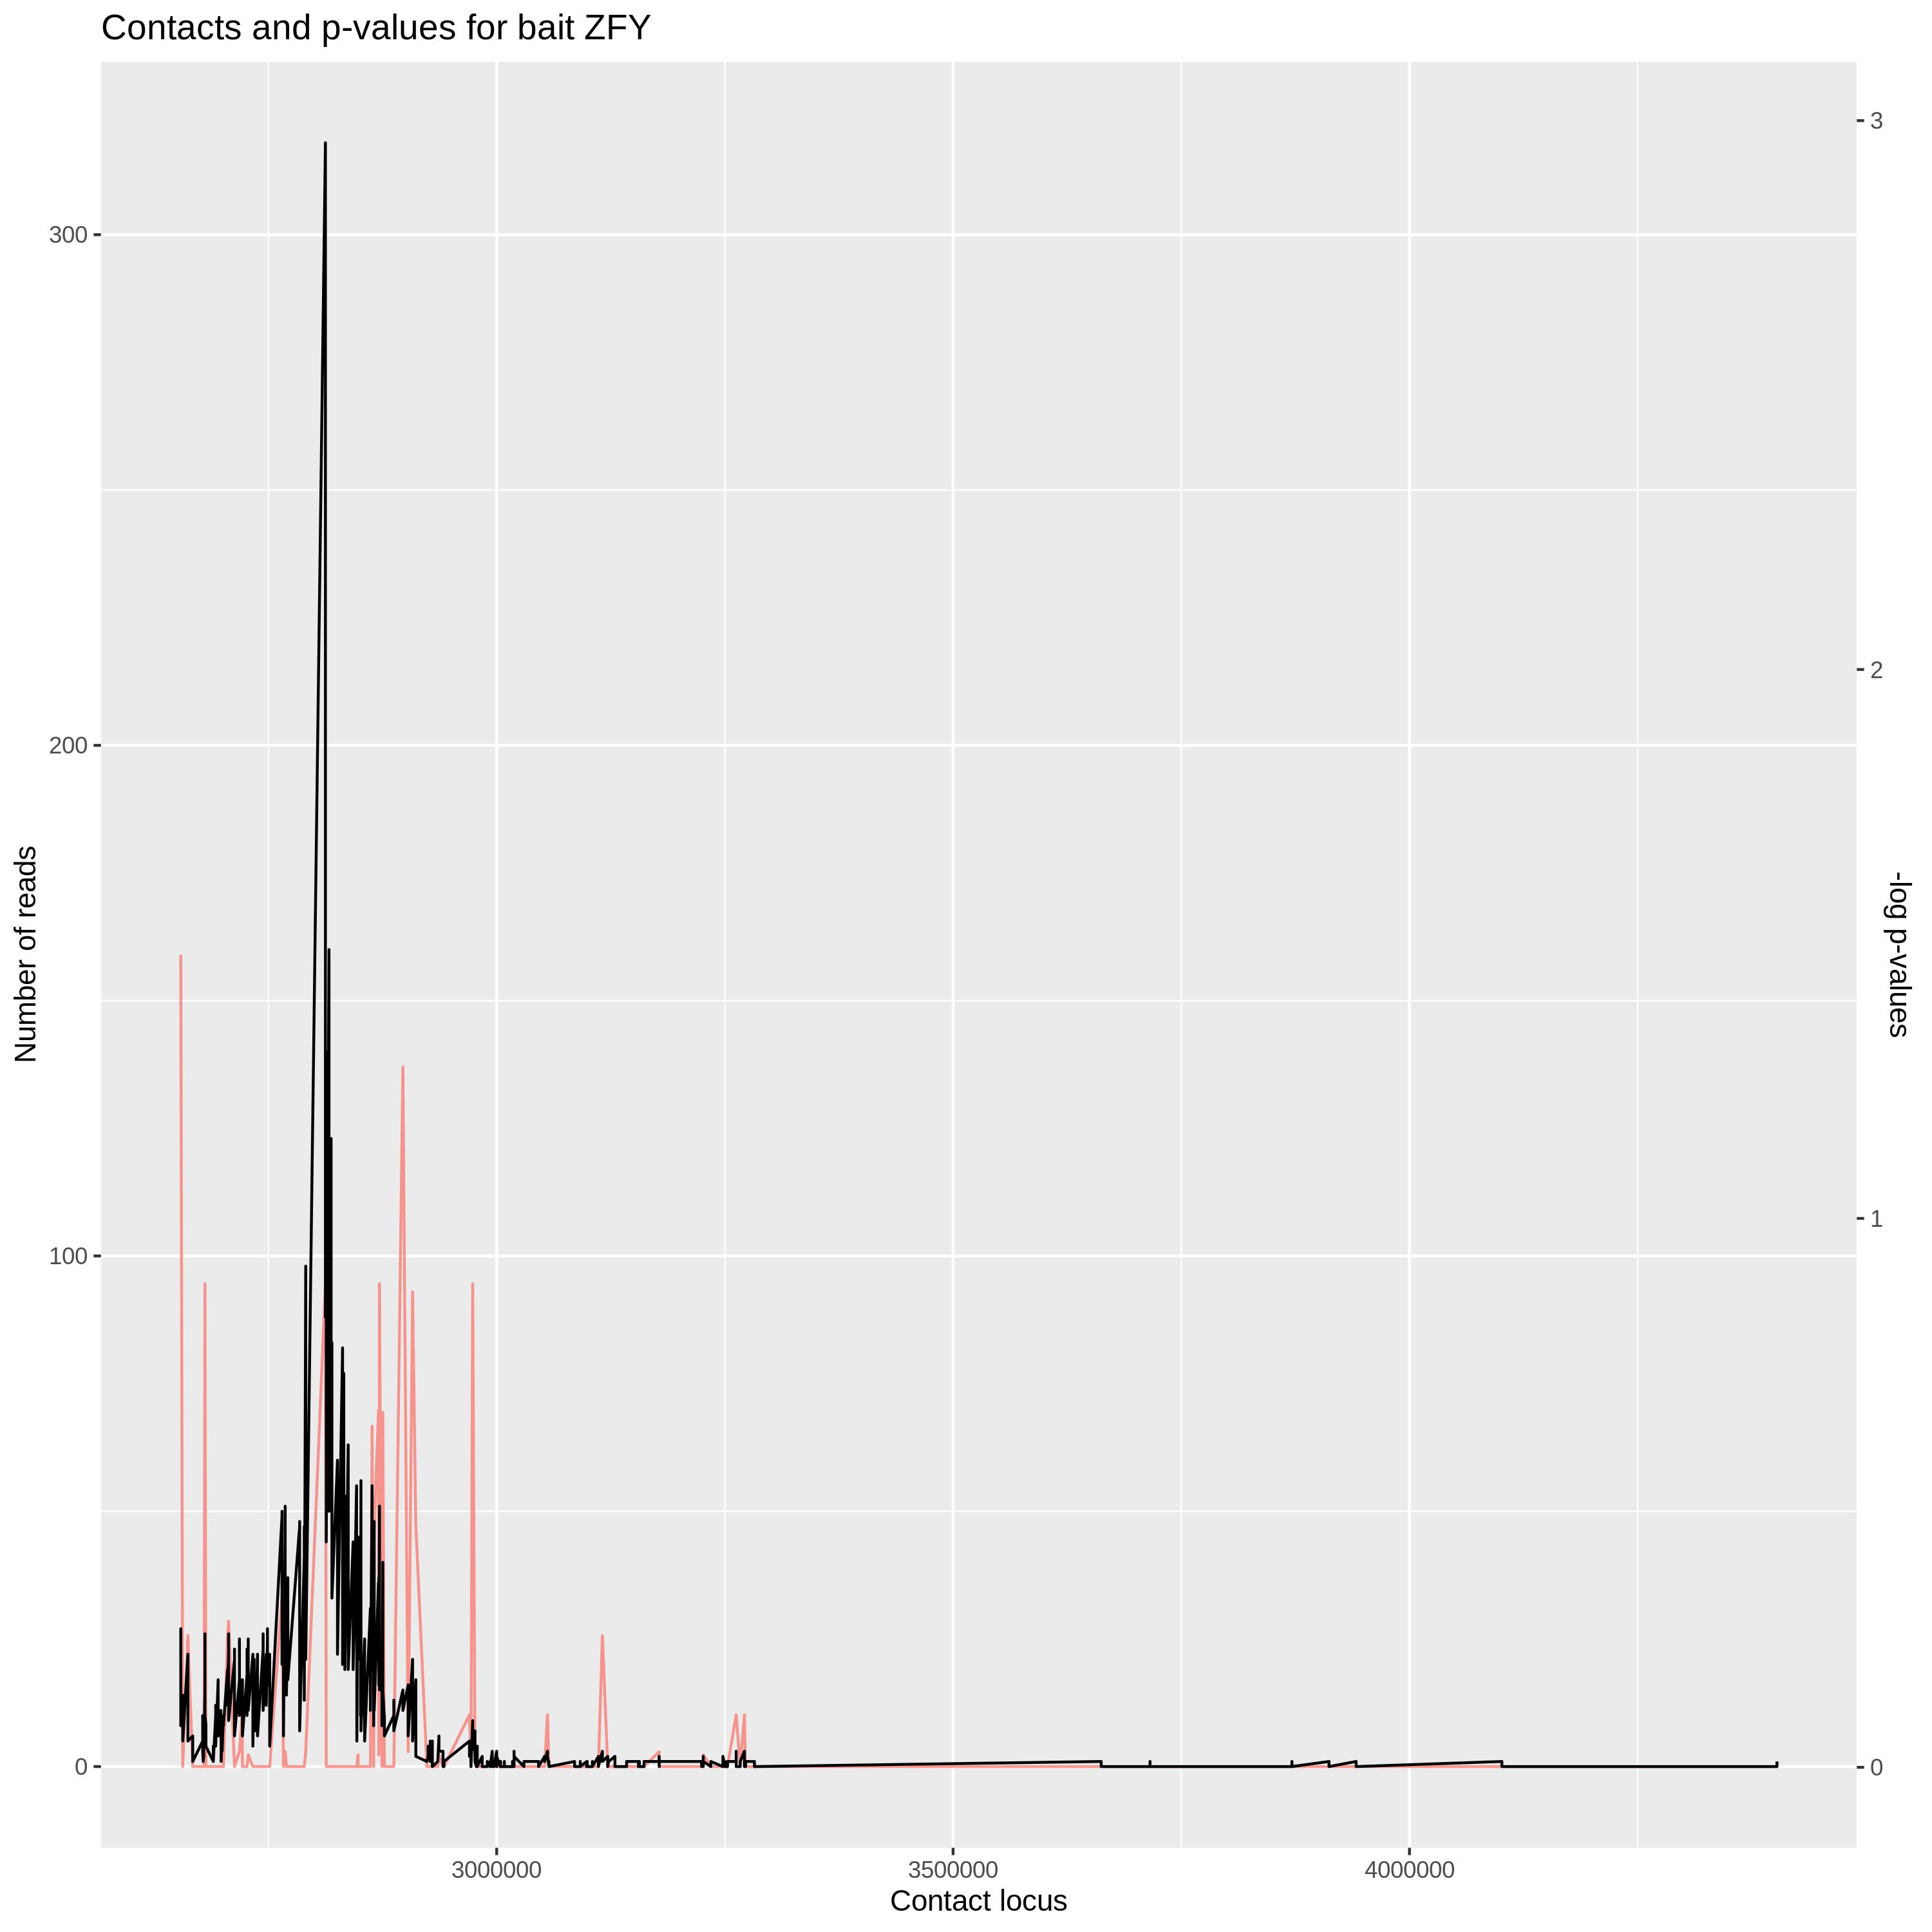 Contacts and p-values for bait ZFY
300
200
100
0
3
2
1
0
Number of reads
-log p-values
3000000
3500000
4000000
Contact locus